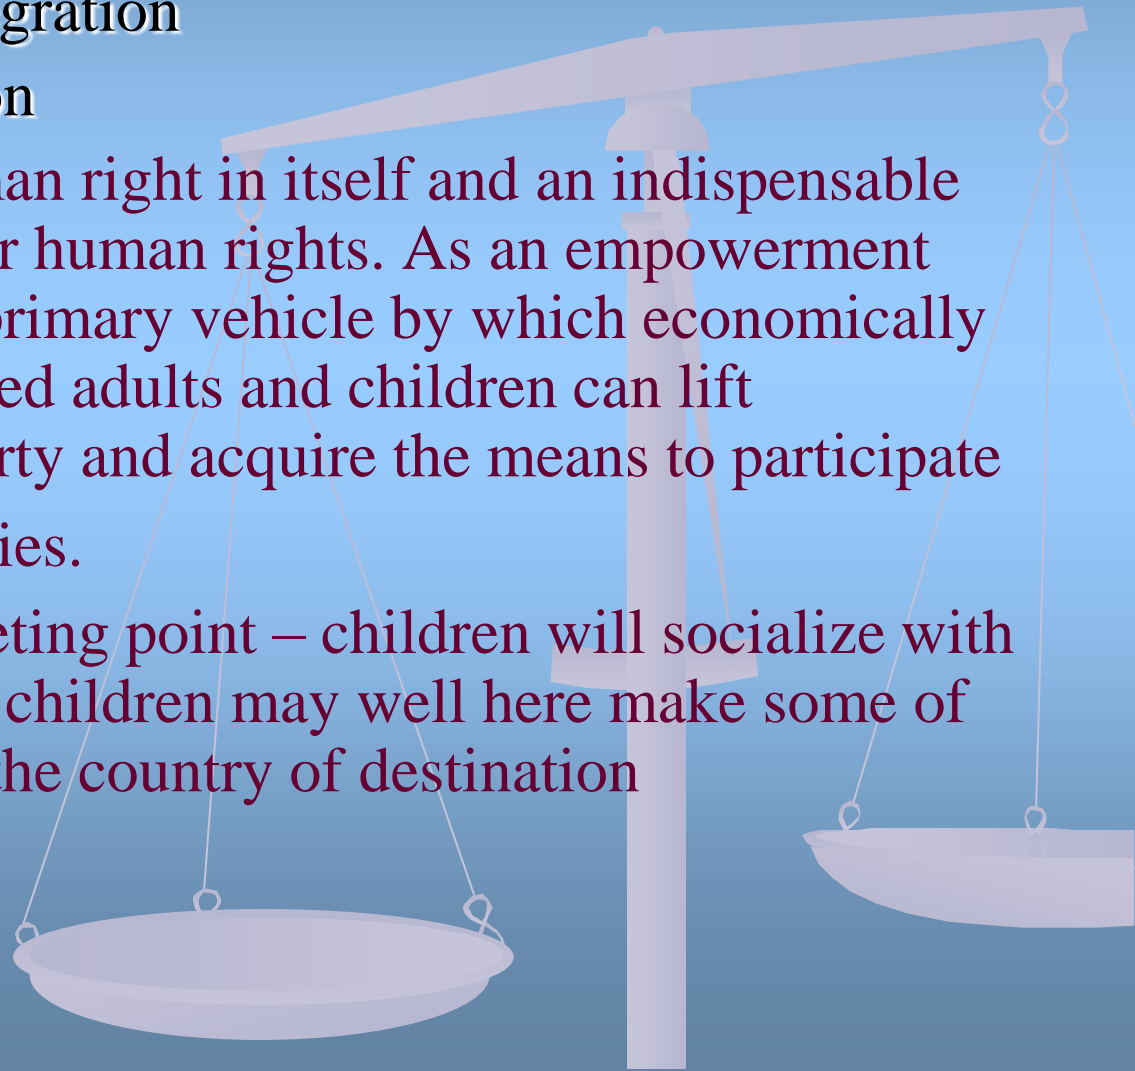 gration
on
an right in itself and an indispensable
r human rights. As an empowerment
primary vehicle by which economically
ed adults and children can lift
rty and acquire the means to participate
ies.
eting point – children will socialize with
children may well here make some of
the country of destination